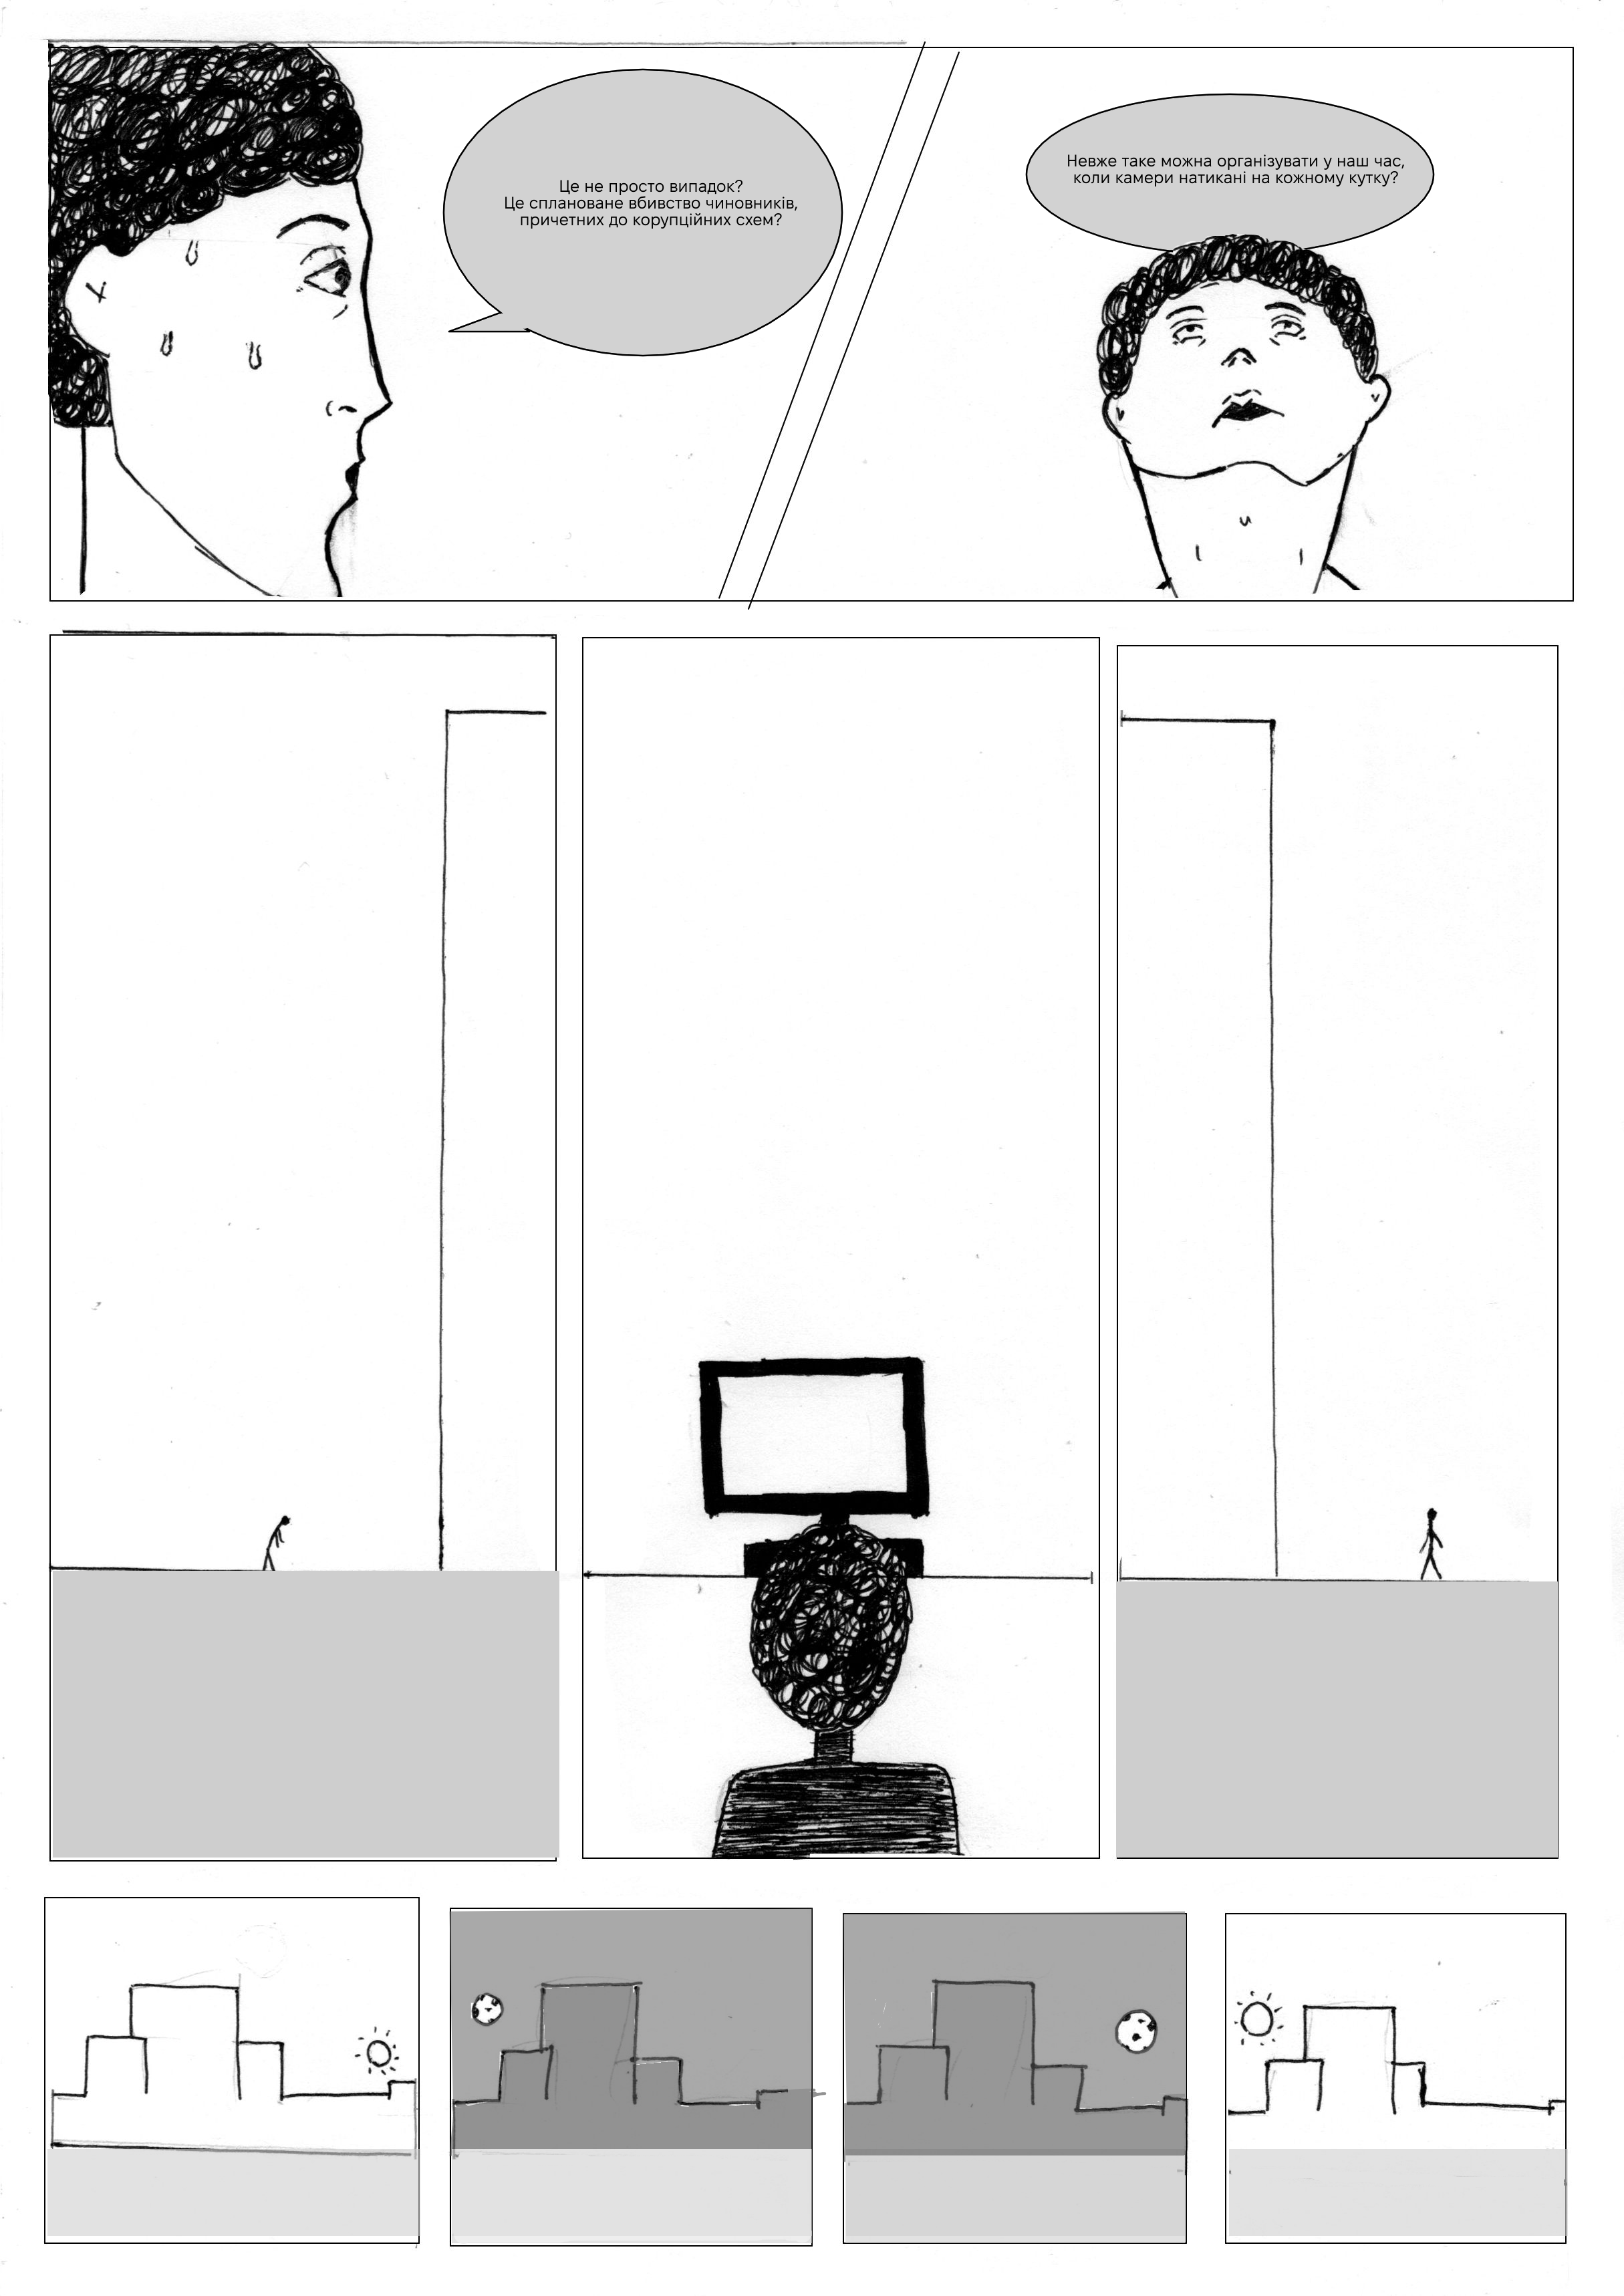 Це не просто випадок?
Це сплановане вбивство чиновників,
причетних до корупційних схем?
Невже таке можна організувати у наш час,
коли камери натикані на кожному кутку?